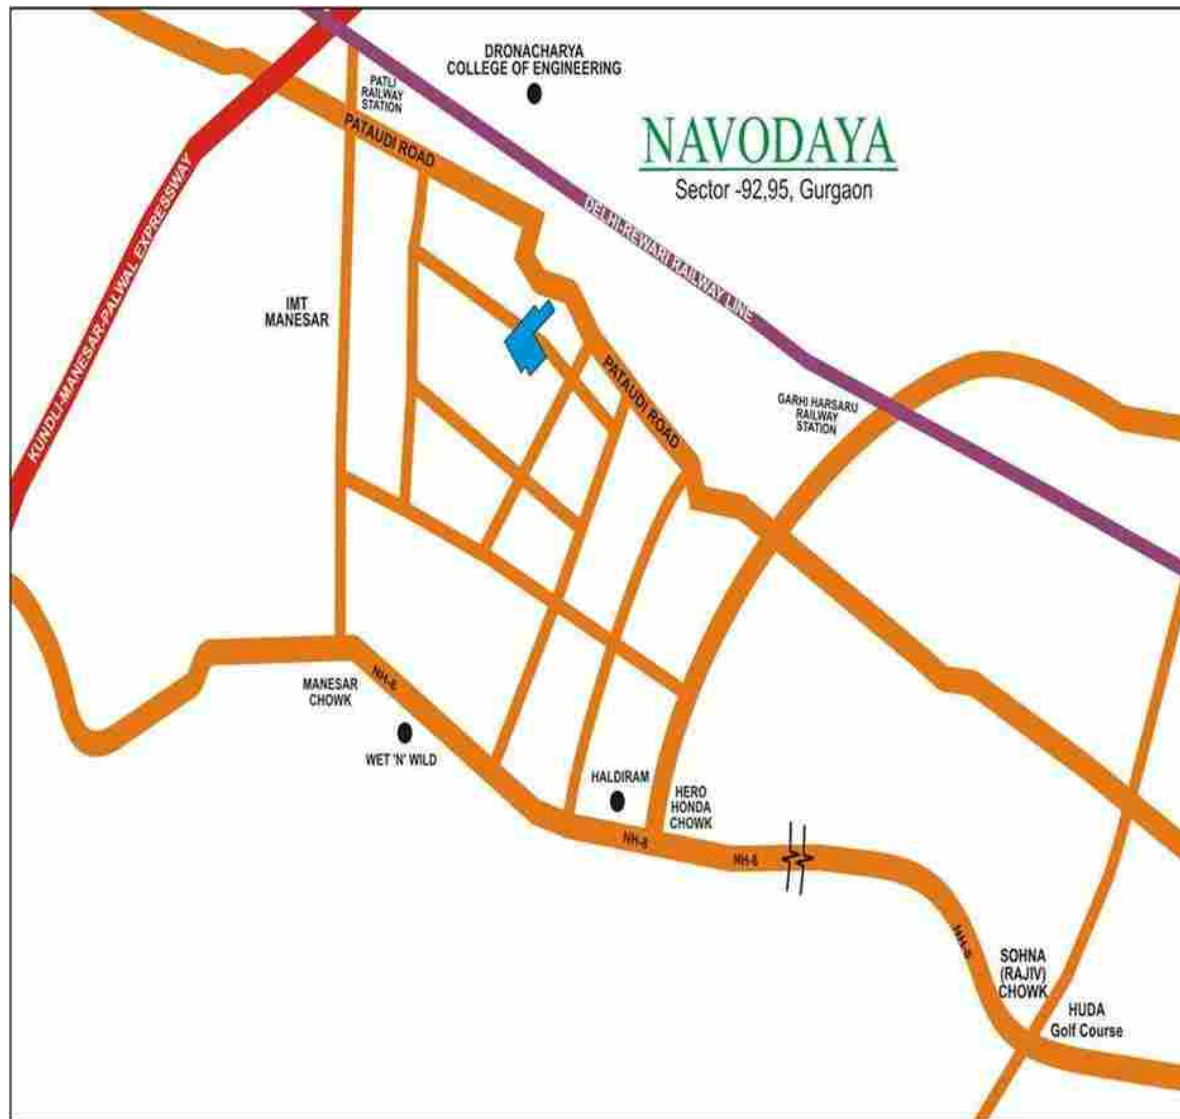 DRONACHARYA
COLLEGE OF ENGINEERING
PATLI
RAILWAY
STATION
PATAUDI ROAD
NAVODAYA
Sector -92,95, Gurgaon
KUNDLI-MANESAR-PALWAL EXPRESSWAY
DELHI-REWARI RAILWAY LINE
IMT
MANESAR
PATAUDI ROAD
GARHI HARSARU
RAILWAY
STATION
MANESAR
CHOWK
NH-8
WET 'N' WILD
HALDIRAM
HERO
HONDA
CHOWK
NH-8
NH-8
NH-8
SOHNA
(RAJIV)
CHOWK
HUDA
Golf Course